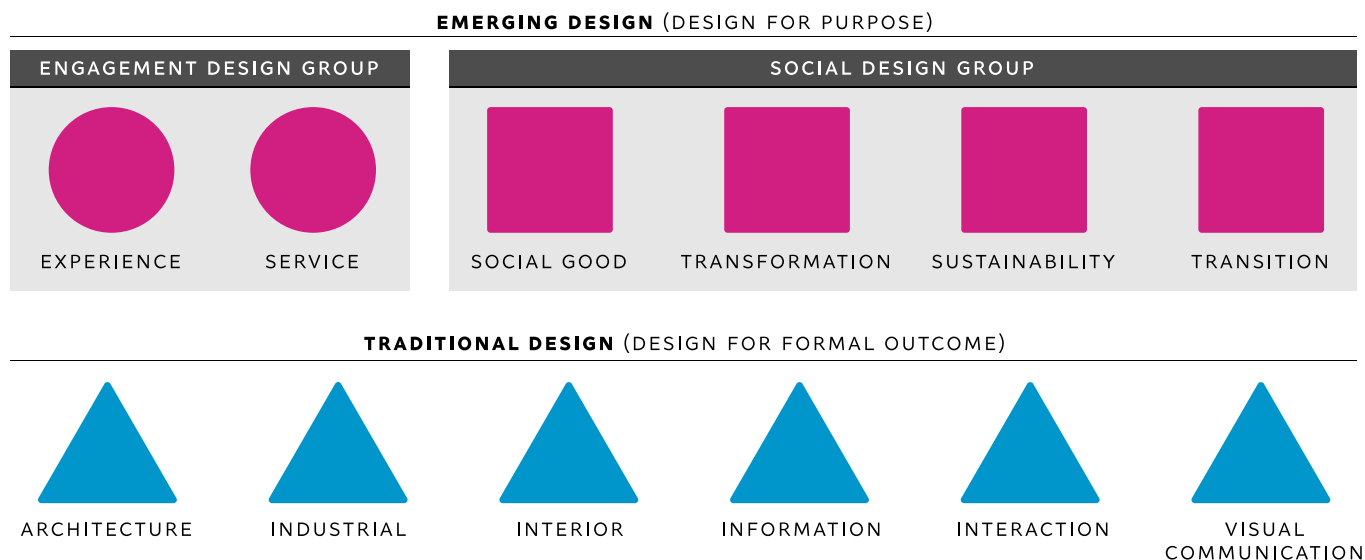 EMERGING DESIGN (DESIGN FOR PURPOSE)
ENGAGEMENT DESIGN GROUP
SOCIAL DESIGN GROUP
EXPERIENCE
SERVICE
SOCIAL GOOD
TRANSFORMATION
SUSTAINABILITY
TRANSITION
TRADITIONAL DESIGN (DESIGN FOR FORMAL OUTCOME)
ARCHITECTURE
INDUSTRIAL
INTERIOR
INFORMATION
INTERACTION
VISUAL
COMMUNICATION